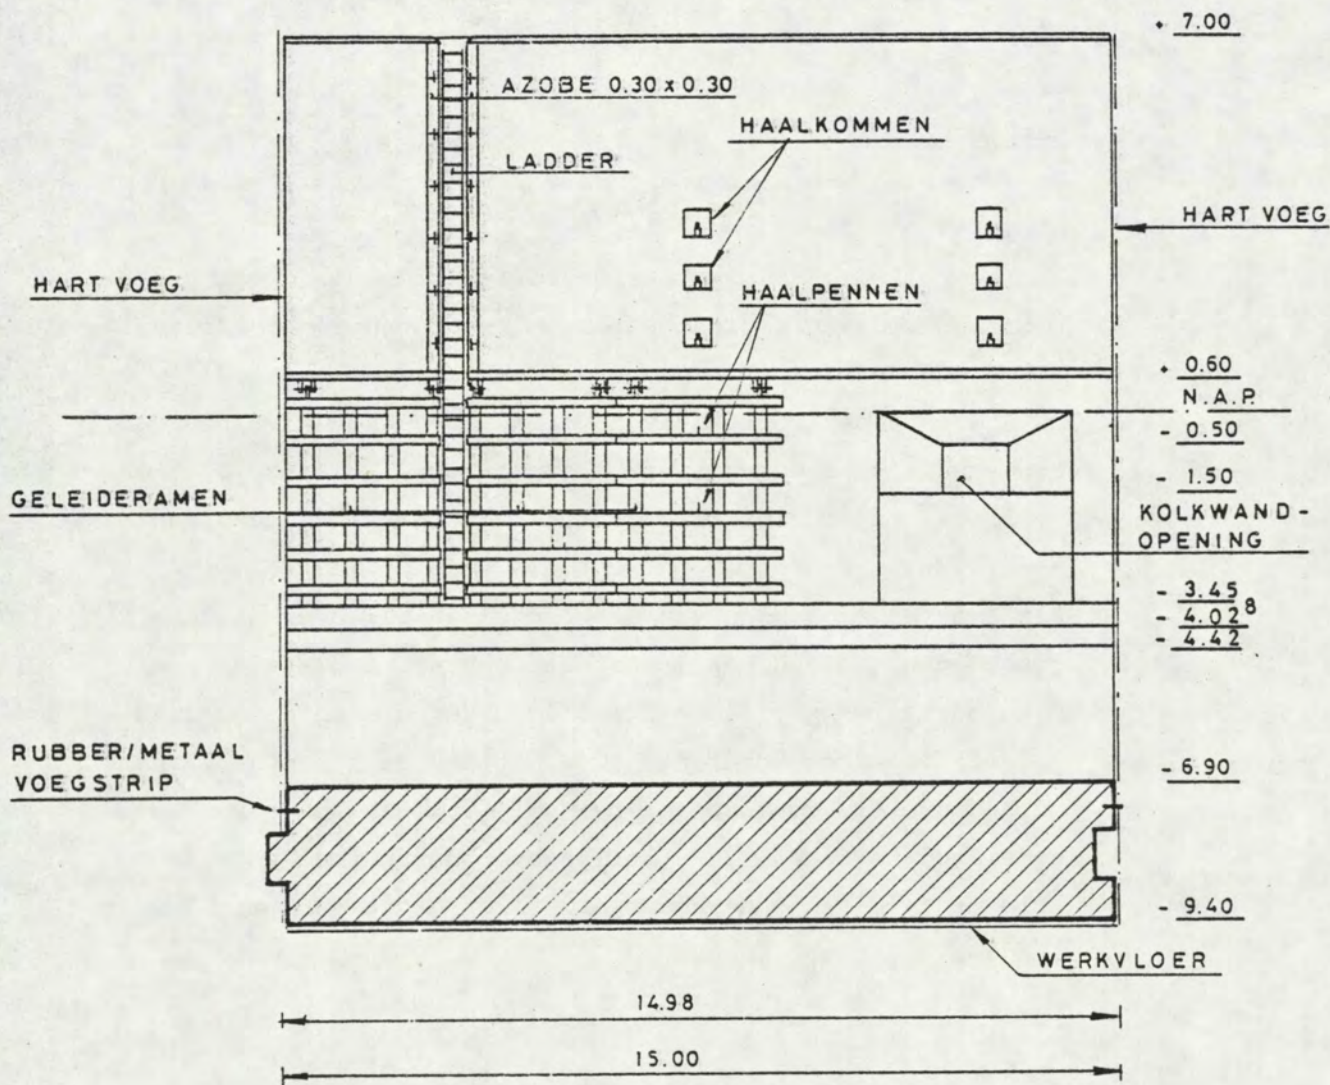 + 7.00
AZOBE 0.30 x 0.30
HAALKOMMEN
LADDER
HART VOEG
HART VOEG
HAALPENNEN
+ 0.60
N.A.P.
- 0.50 -
- 1.50
GELEIDERAMEN
KOLKWAND-
OPENING
- 3.45
- 4.02⁸
- 4.42
RUBBER/METAAL
VOEGSTRIP
- 6.90
- 9.40
WERKVLOER
14.98
15.00